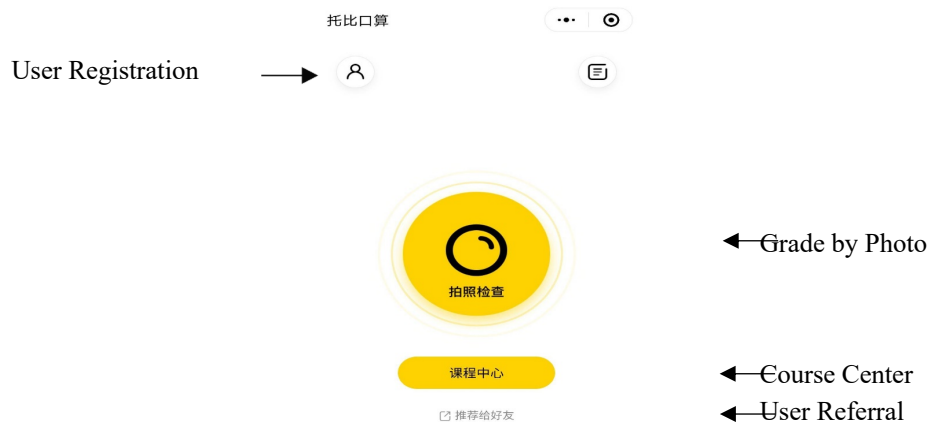 托比口算
User Registration
Grade by Photo
拍照检查
课程中心
Course Center
推荐给好友
User Referral